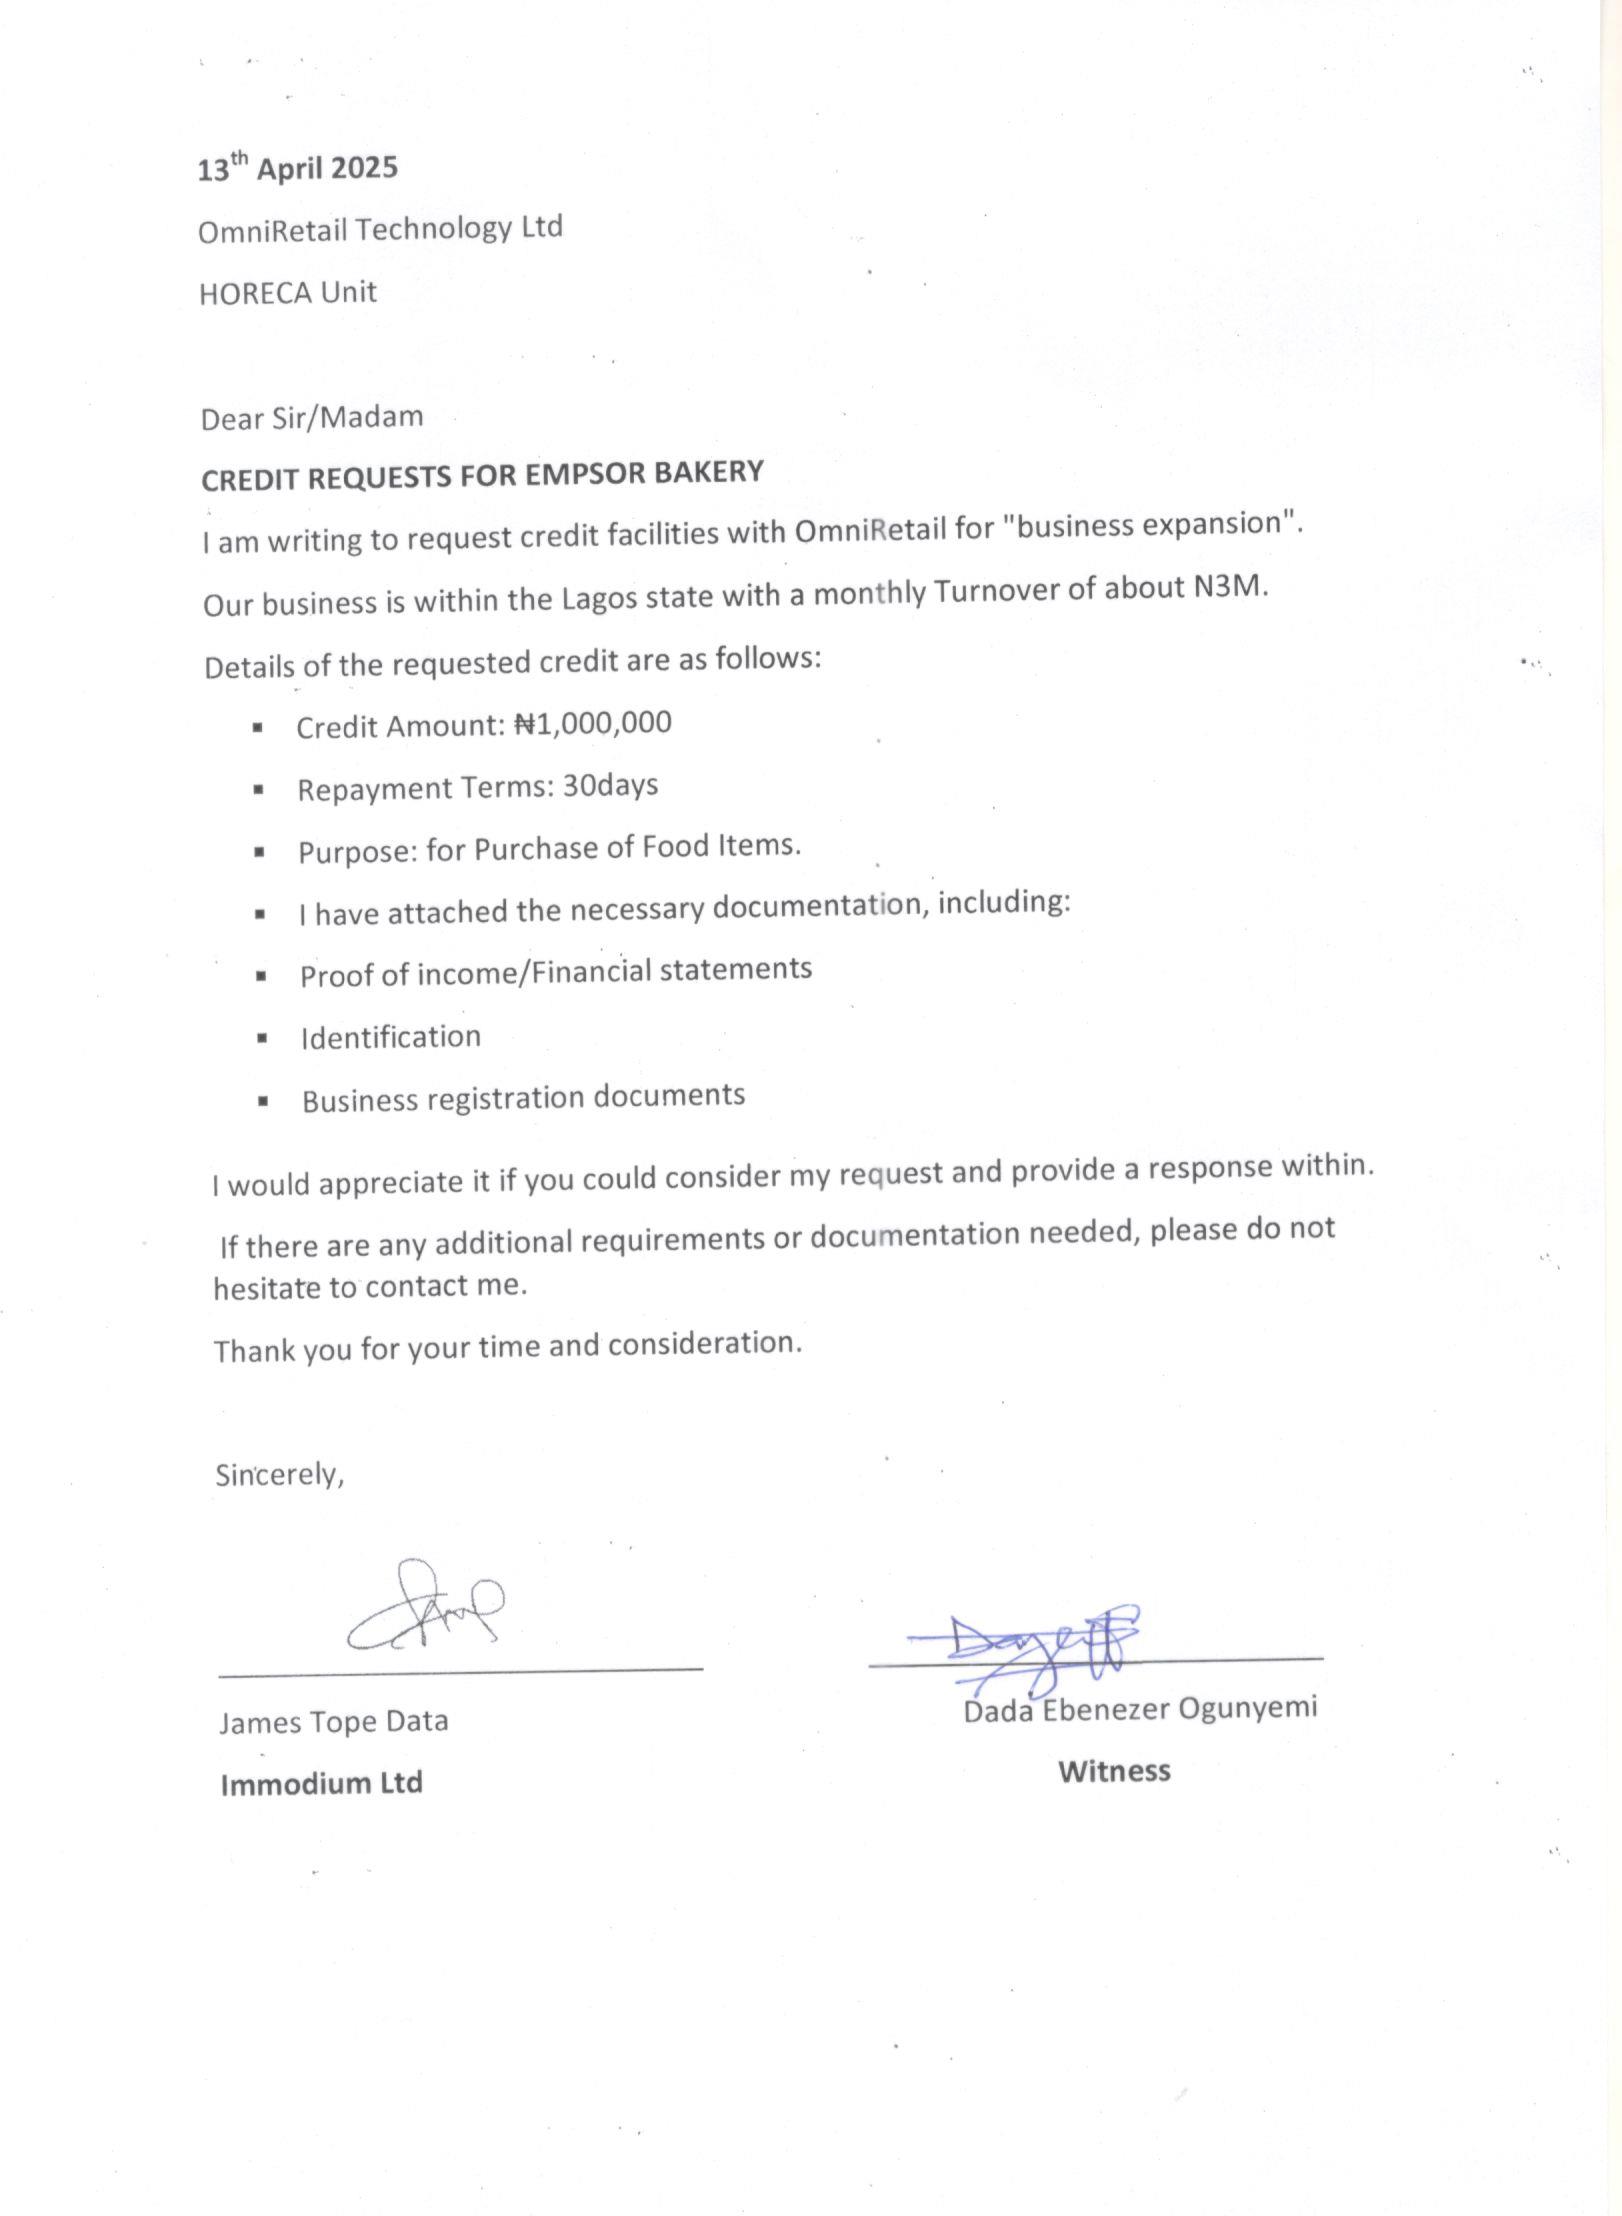 13th April 2025
OmniRetail Technology Ltd
HORECA Unit
Dear Sir/Madam
CREDIT REQUESTS FOR EMPSOR BAKERY
I am writing to request credit facilities with OmniRetail for "business expansion".
Our business is within the Lagos state with a monthly Turnover of about N3M.
Details of the requested credit are as follows:
▪ Credit Amount: ₦1,000,000
▪ Repayment Terms: 30days
▪ Purpose: for Purchase of Food Items.
▪ I have attached the necessary documentation, including:
▪ Proof of income/Financial statements
▪ Identification
▪ Business registration documents
I would appreciate it if you could consider my request and provide a response within.
If there are any additional requirements or documentation needed, please do not
hesitate to contact me.
Thank you for your time and consideration.
Sincerely,
James Tope Data
Dada Ebenezer Ogunyemi
Immodium Ltd
Witness